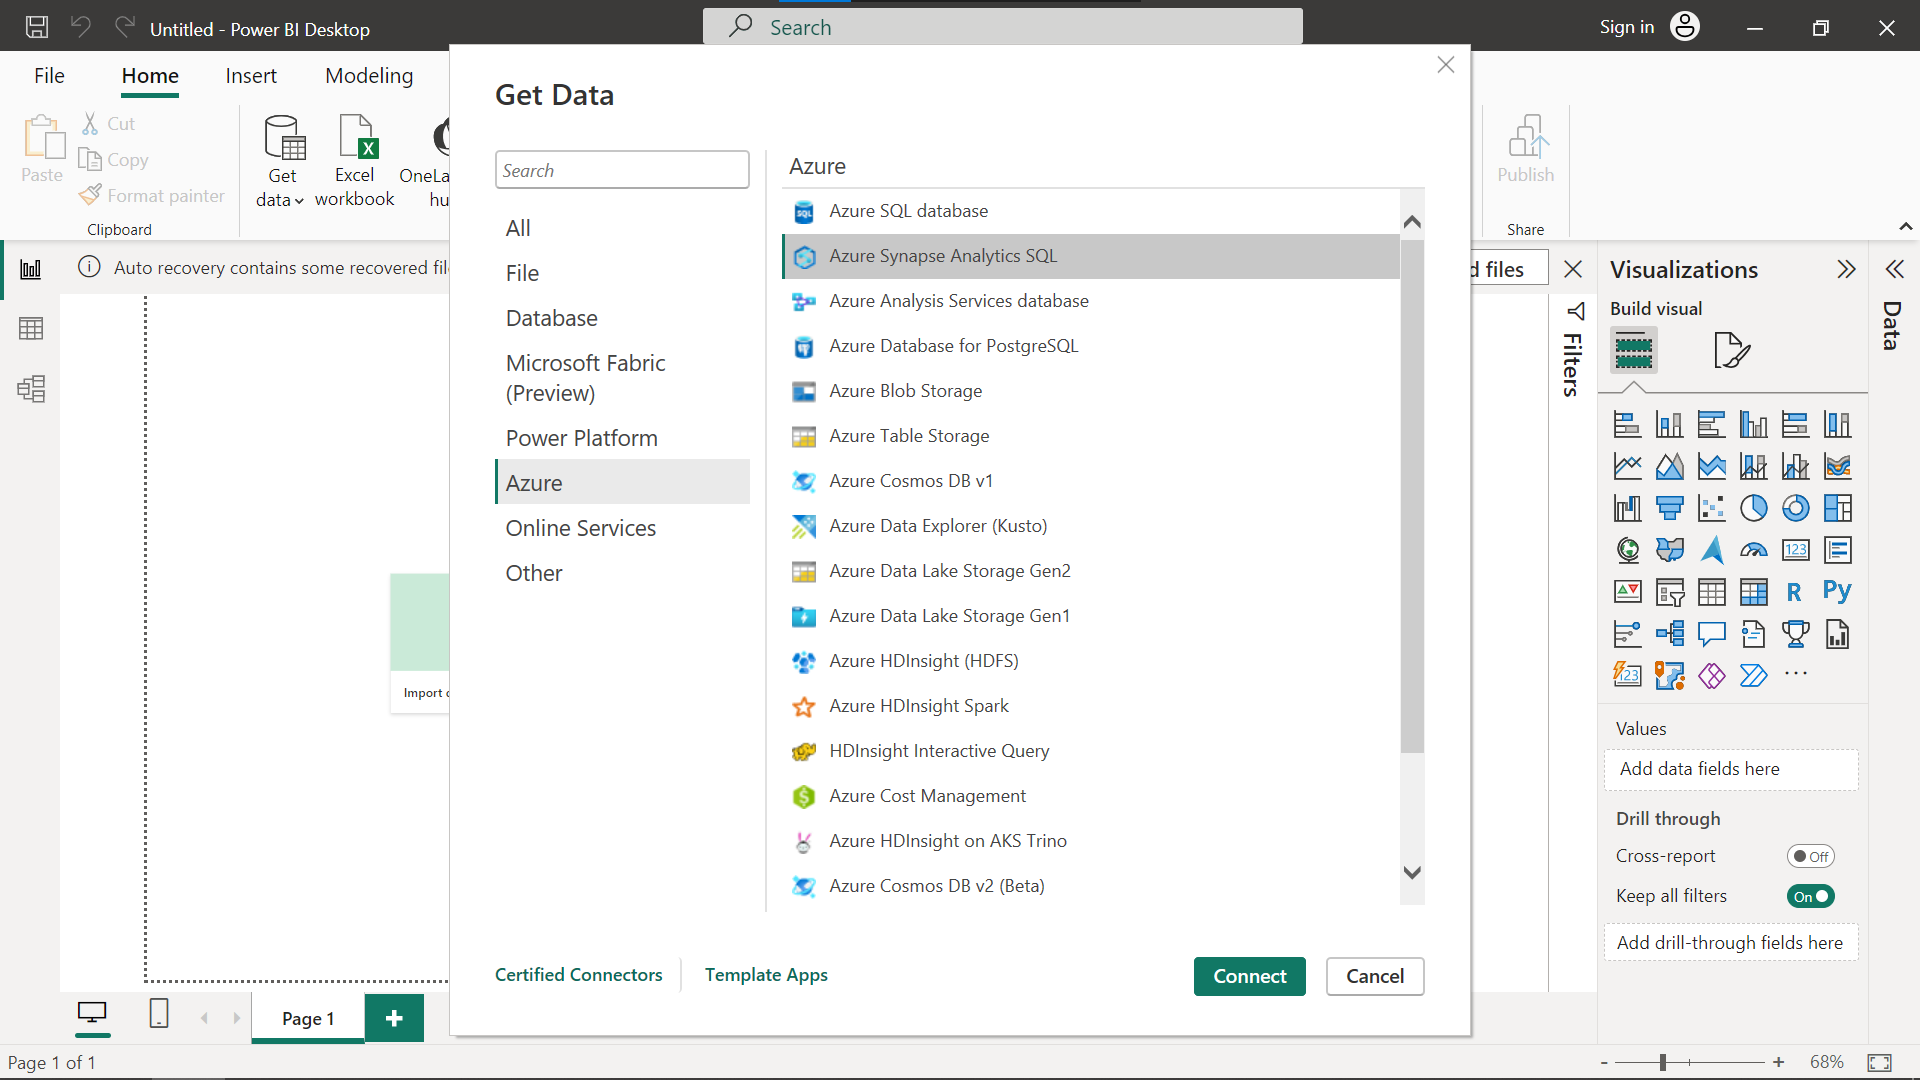 Untitled - Power BI Desktop
Search
Sign in
File
Home
Insert
Modeling
Paste
Cut
Copy
Format painter
Clipboard
Get data
Excel workbook
Publish
Share
Auto recovery contains some recovered
files
Get Data
Search
All
File
Database
Microsoft Fabric
(Preview)
Power Platform
Azure
Online Services
Other
Azure
Azure SQL database
Azure Synapse Analytics SQL
Azure Analysis Services database
Azure Database for PostgreSQL
Azure Blob Storage
Azure Table Storage
Azure Cosmos DB v1
Azure Data Explorer (Kusto)
Azure Data Lake Storage Gen2
Azure Data Lake Storage Gen1
Azure HDInsight (HDFS)
Azure HDInsight Spark
HDInsight Interactive Query
Azure Cost Management
Azure HDInsight on AKS Trino
Azure Cosmos DB v2 (Beta)
Certified Connectors
Template Apps
Connect
Cancel
Import
Filters
Visualizations
Build visual
Data
123
R
Py
123
Values
Add data fields here
Drill through
Cross-report
Off
Keep all filters
On
Add drill-through fields here
Page 1
Page 1 of 1
68%